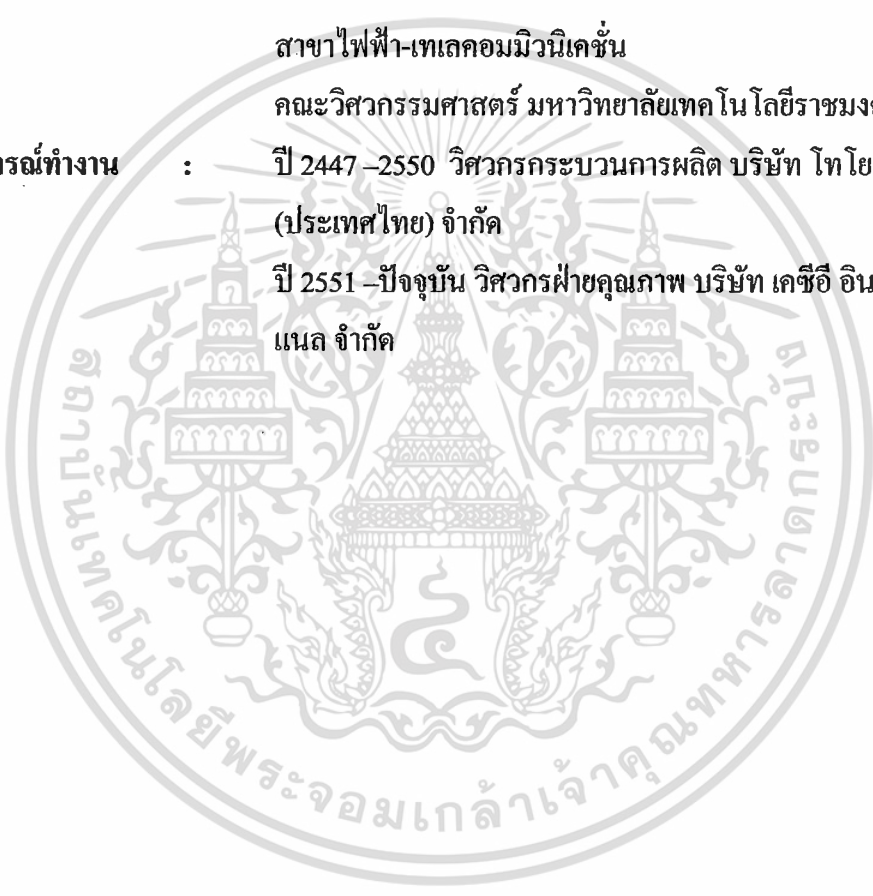 สาขาไฟฟ้า-เทเลคอมมิวนิเคชั่น
คณะวิศวกรรมศาสตร์ มหาวิทยาลัยเทคโนโลยีราชมง
ารณ์ทำงาน : ปี 2447 –2550 วิศวกรกระบวนการผลิต บริษัท โทโย
(ประเทศไทย) จำกัด
ปี 2551 –ปัจจุบัน วิศวกรฝ่ายคุณภาพ บริษัท เคซีอี อิน
แนล จำกัด
สถาบันเทคโนโลยีพระจอมเกล้าเจ้าคุณทหารลาดกระบัง